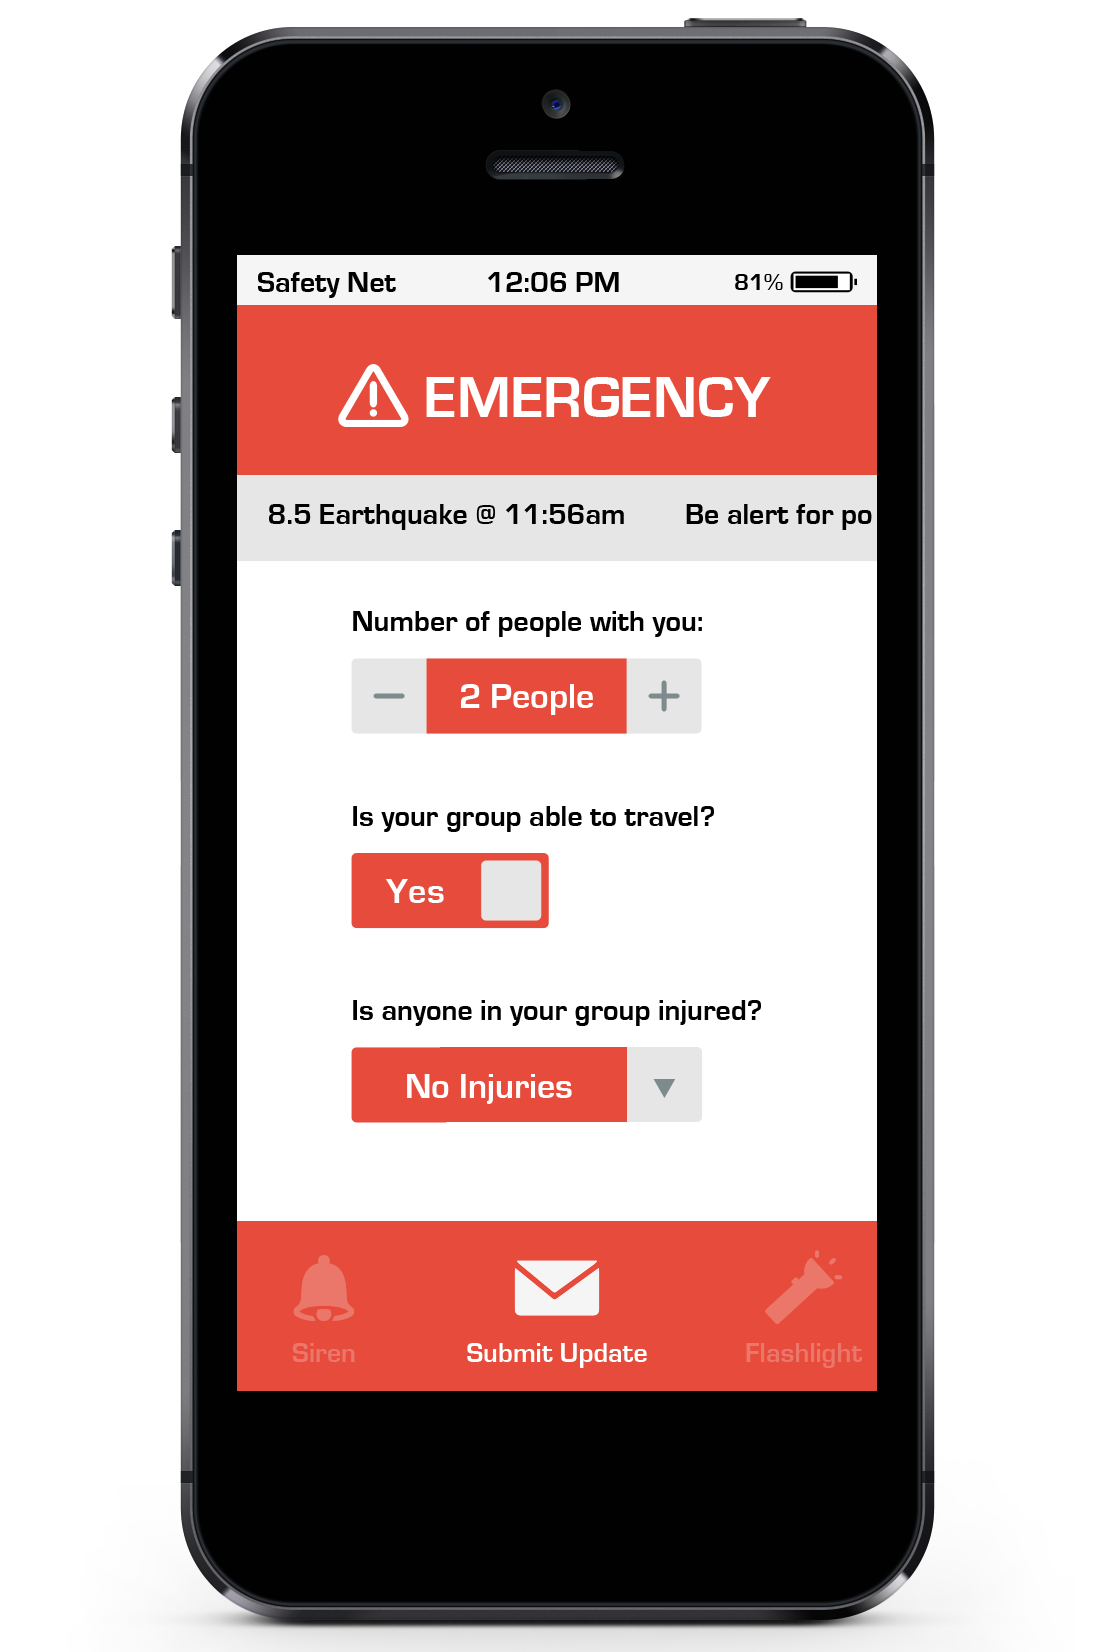 Safety Net 12:06 PM 81%
EMERGENCY
8.5 Earthquake @ 11:56am Be alert for po
Number of people with you:
2 People
Is your group able to travel?
Yes
Is anyone in your group injured?
No Injuries
Siren Submit Update Flashlight